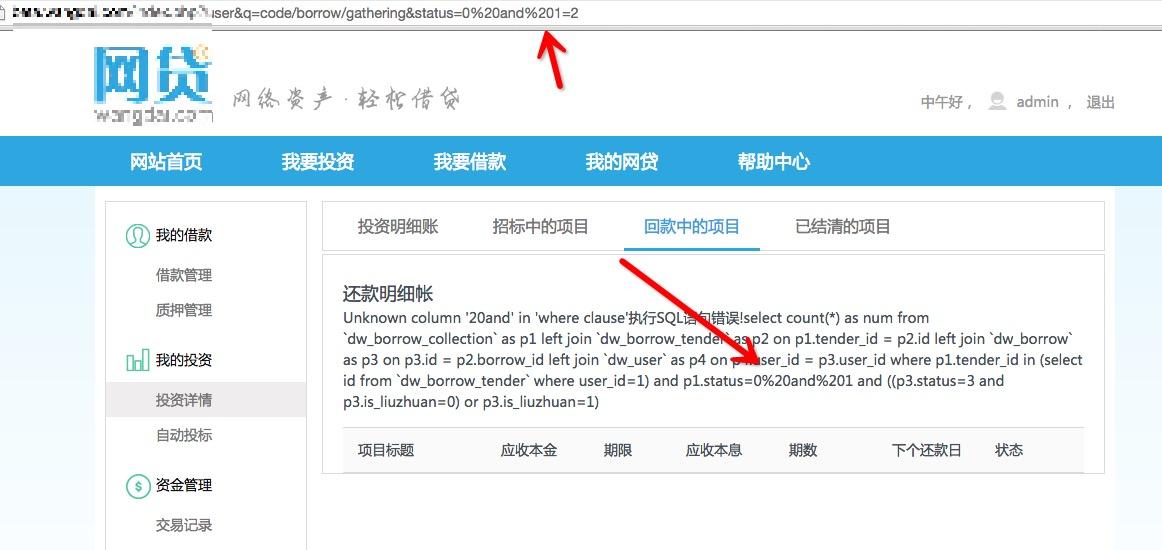 user&q=code/borrow/gathering&status=0%20and%201=2
网贷
wangdai.com
网络资产·轻松借贷
中午好， admin ， 退出
网站首页 我要投资 我要借款 我的网贷 帮助中心
我的借款
借款管理
质押管理
我的投资
投资详情
自动投标
资金管理
交易记录
投资明细账 招标中的项目 回款中的项目 已结清的项目
还款明细帐
Unknown column '20and' in 'where clause'执行SQL语句错误!select count(*) as num from
`dw_borrow_collection` as p1 left join `dw_borrow_tender` as p2 on p1.tender_id = p2.id left join `dw_borrow`
as p3 on p3.id = p2.borrow_id left join `dw_user` as p4 on user_id = p3.user_id where p1.tender_id in (select
id from `dw_borrow_tender` where user_id=1) and p1.status=0%20and%201 and ((p3.status=3 and
p3.is_liuzhuan=0) or p3.is_liuzhuan=1)
项目标题 应收本金 期限 应收本息 期数 下个还款日 状态